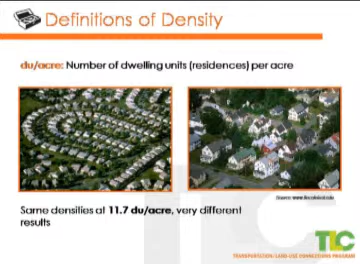 Definitions of Density
du/acre: Number of dwelling units (residences) per acre
Same densities at 11.7 du/acre, very different
results
TLC
TRANSPORTATION/LAND-USE CONNECTIONS PROGRAM